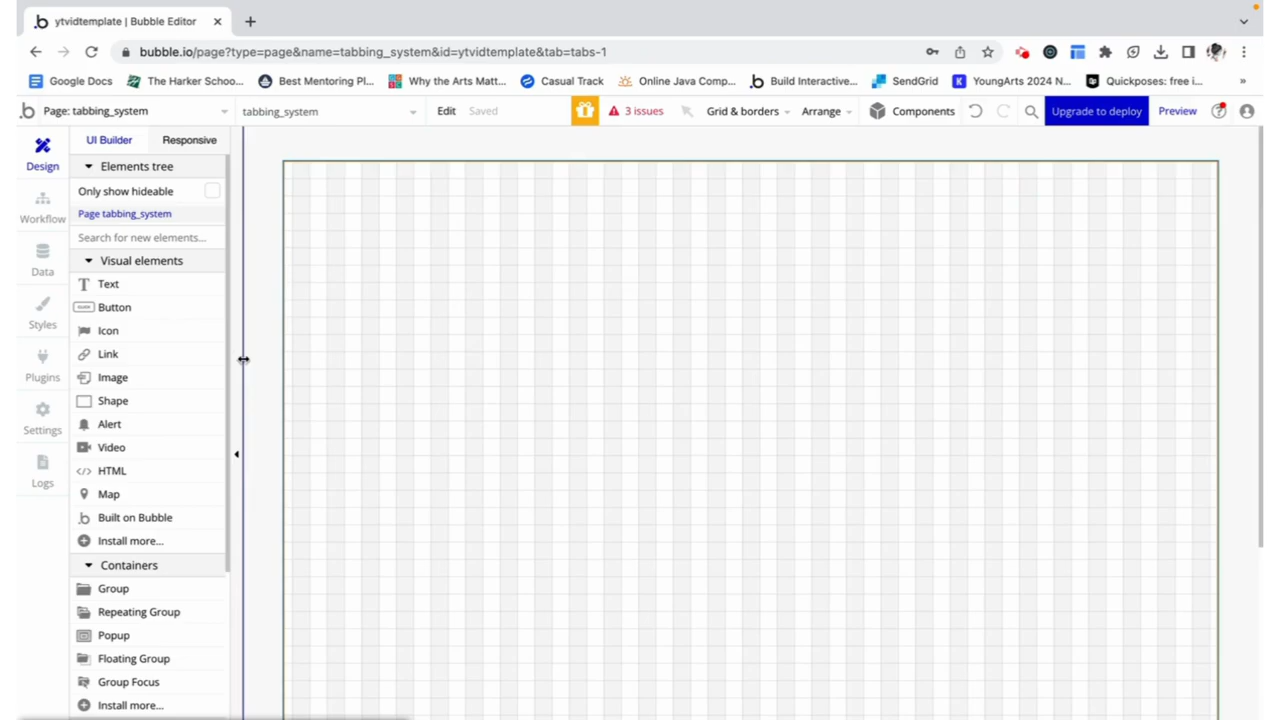 ytvidtemplate | Bubble Editor
bubble.io/page?type=page&name=tabbing_system&id=ytvidtemplate&tab=tabs-1
Google Docs The Harker Schoo... Best Mentoring Pl... Why the Arts Matt... Casual Track Online Java Comp... Build Interactive... SendGrid YoungArts 2024 N... Quickposes: free i... »
Page: tabbing_system tabbing_system Edit Saved 3 issues Grid & borders Arrange Components Upgrade to deploy Preview
UI Builder Responsive
Design
Elements tree
Only show hideable
Workflow
Page tabbing_system
Search for new elements...
Visual elements
Data
Text
Button
Styles
Icon
Link
Plugins
Image
Shape
Settings
Alert
Video
HTML
Logs
Map
Built on Bubble
Install more...
Containers
Group
Repeating Group
Popup
Floating Group
Group Focus
Install more...